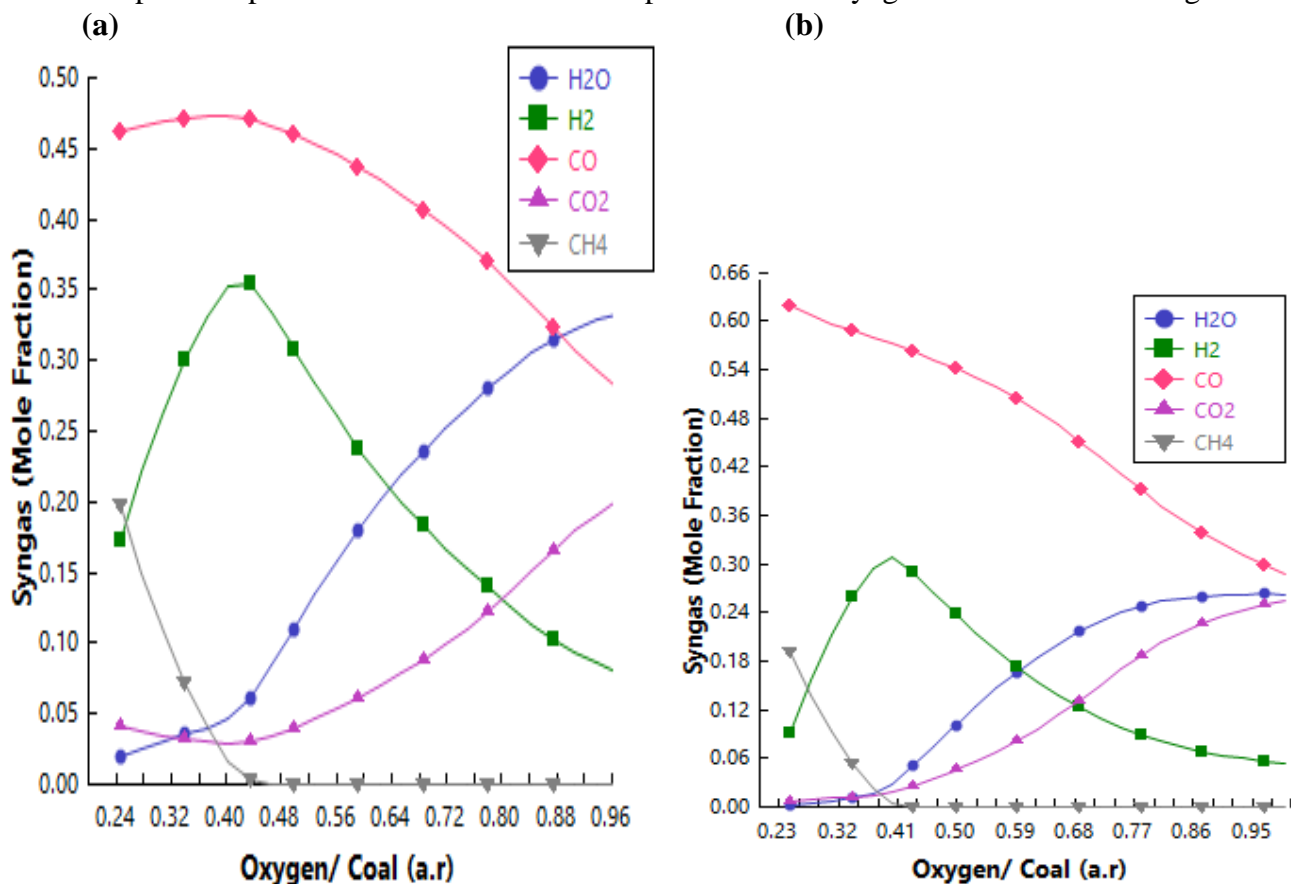 (a)
(b)
0.50
0.45
0.40
0.35
0.30
0.25
0.20
0.15
0.10
0.05
0.00
Syngas (Mole Fraction)
H2O
H2
CO
CO2
CH4
0.24 0.32 0.40 0.48 0.56 0.64 0.72 0.80 0.88 0.96
Oxygen/ Coal (a.r)
0.66
0.60
0.54
0.48
0.42
0.36
0.30
0.24
0.18
0.12
0.06
0.00
Syngas (Mole Fraction)
H2O
H2
CO
CO2
CH4
0.23 0.32 0.41 0.50 0.59 0.68 0.77 0.86 0.95
Oxygen/ Coal (a.r)